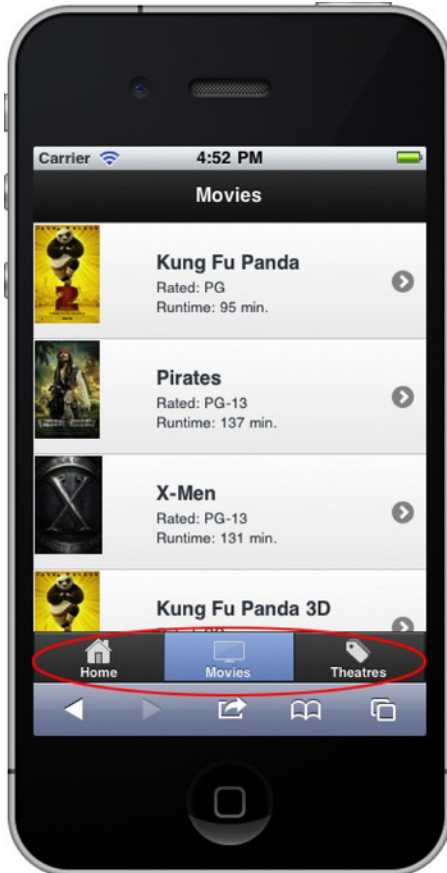 Carrier 4:52 PM
Movies
Kung Fu Panda
Rated: PG
Runtime: 95 min.
2
Pirates
Rated: PG-13
Runtime: 137 min.
X-Men
Rated: PG-13
Runtime: 131 min.
X
Kung Fu Panda 3D
Home Movies Theatres